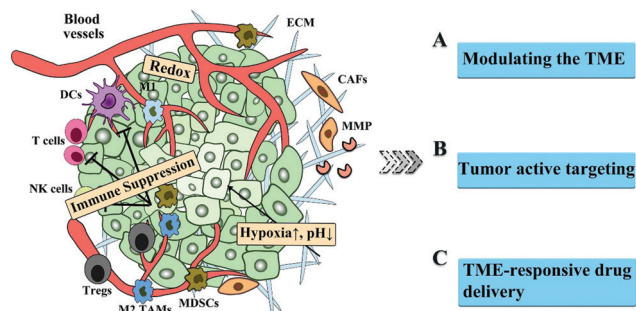 Blood
vessels
ECM
Redox
DCs
M1
CAFs
MMP
T cells
NK cells
Immune Suppression
Hypoxia↑, pH↓
Tregs
M2 TAMs
MDSCs
A
Modulating the TME
B
Tumor active targeting
C
TME-responsive drug
delivery